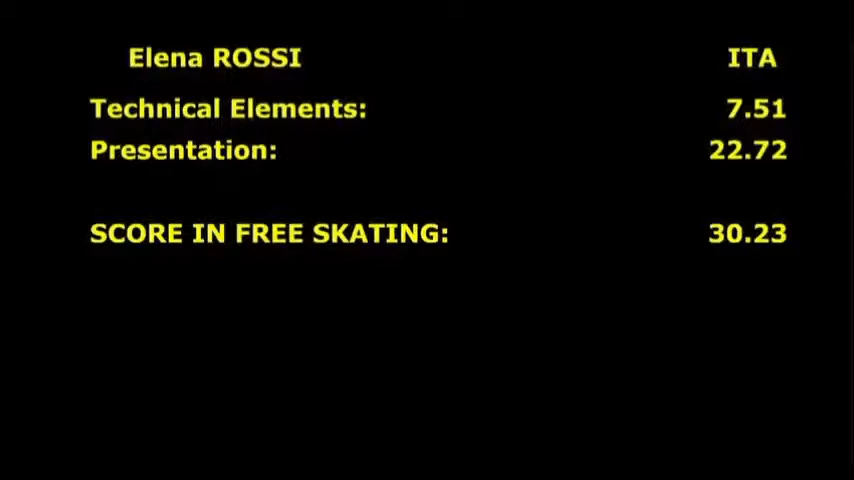 Elena ROSSI ITA
Technical Elements: 7.51
Presentation: 22.72
SCORE IN FREE SKATING: 30.23